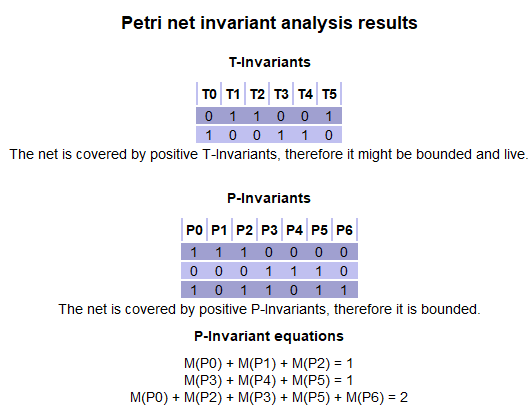 Petri net invariant analysis results
T-Invariants
T0 T1 T2 T3 T4 T5
0 1 1 0 0 1
1 0 0 1 1 0
The net is covered by positive T-Invariants, therefore it might be bounded and live.
P-Invariants
P0 P1 P2 P3 P4 P5 P6
1 1 1 0 0 0 0
0 0 0 1 1 1 0
1 0 1 1 0 1 1
The net is covered by positive P-Invariants, therefore it is bounded.
P-Invariant equations
M(P0) + M(P1) + M(P2) = 1
M(P3) + M(P4) + M(P5) = 1
M(P0) + M(P2) + M(P3) + M(P5) + M(P6) = 2